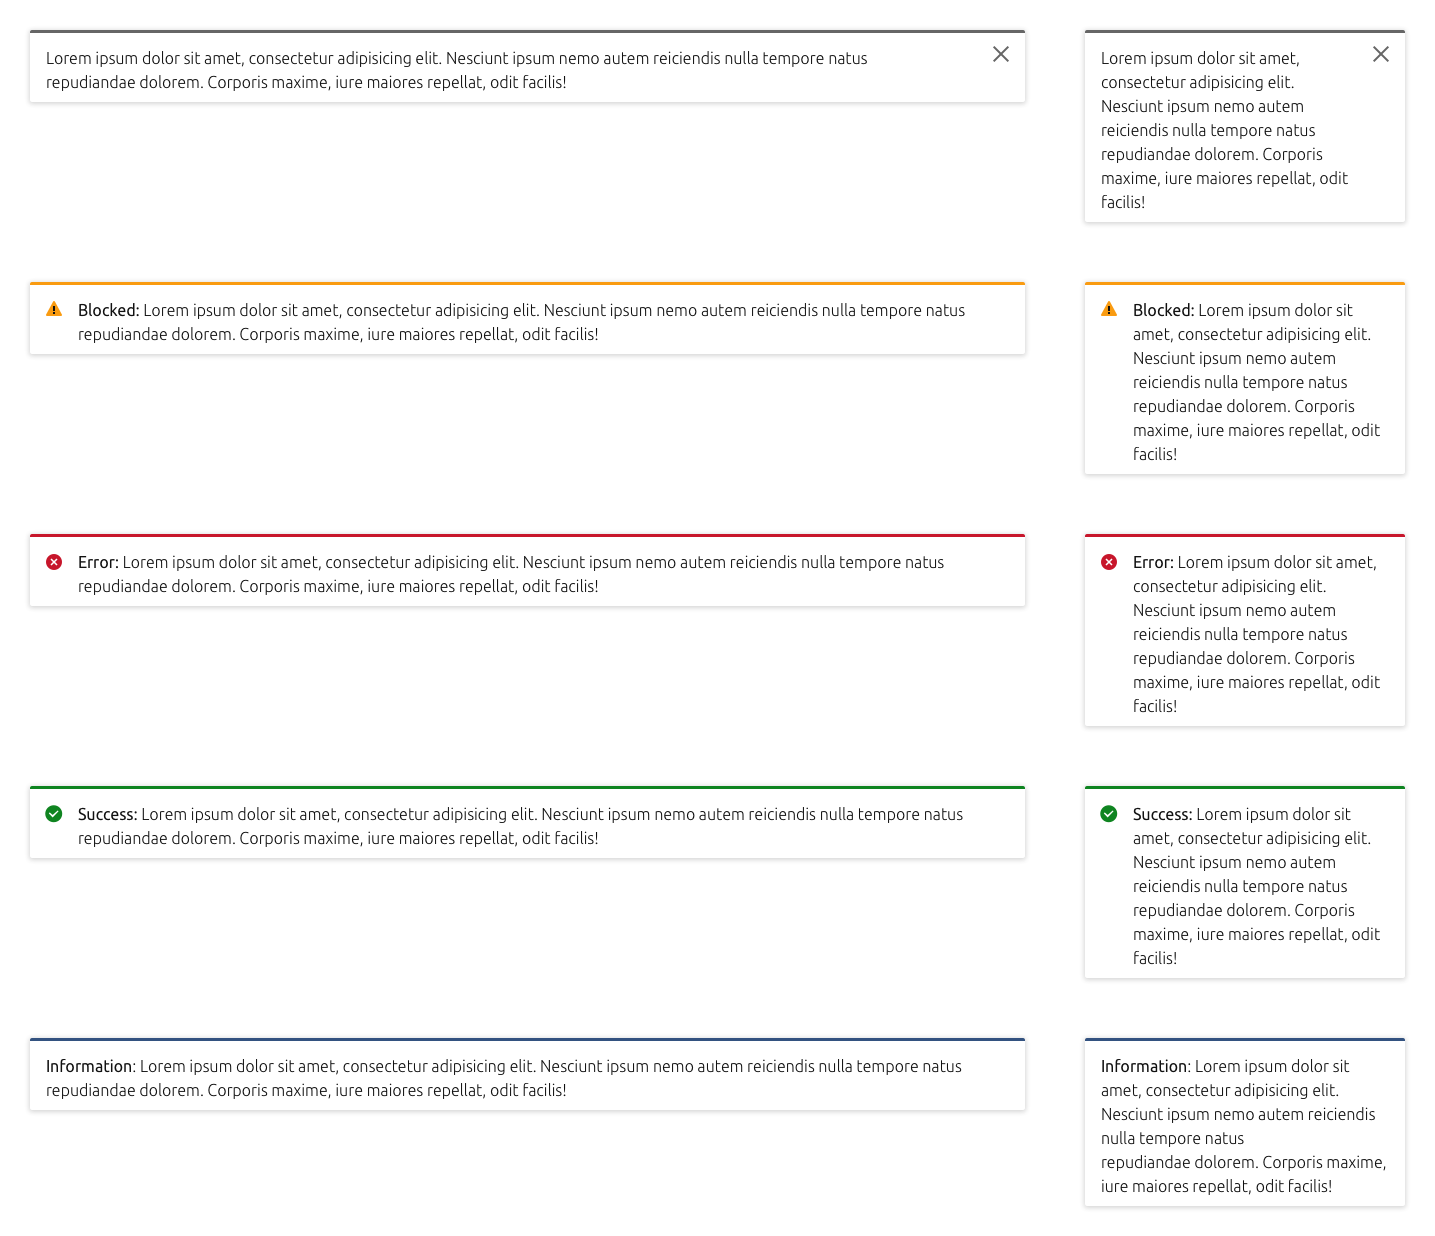 Lorem ipsum dolor sit amet, consectetur adipisicing elit. Nesciunt ipsum nemo autem reiciendis nulla tempore natus
repudiandae dolorem. Corporis maxime, iure maiores repellat, odit facilis!
Lorem ipsum dolor sit amet,
consectetur adipisicing elit.
Nesciunt ipsum nemo autem
reiciendis nulla tempore natus
repudiandae dolorem. Corporis
maxime, iure maiores repellat, odit
facilis!
Blocked: Lorem ipsum dolor sit amet, consectetur adipisicing elit. Nesciunt ipsum nemo autem reiciendis nulla tempore natus
repudiandae dolorem. Corporis maxime, iure maiores repellat, odit facilis!
Blocked: Lorem ipsum dolor sit
amet, consectetur adipisicing elit.
Nesciunt ipsum nemo autem
reiciendis nulla tempore natus
repudiandae dolorem. Corporis
maxime, iure maiores repellat, odit
facilis!
Error: Lorem ipsum dolor sit amet, consectetur adipisicing elit. Nesciunt ipsum nemo autem reiciendis nulla tempore natus
repudiandae dolorem. Corporis maxime, iure maiores repellat, odit facilis!
Error: Lorem ipsum dolor sit amet,
consectetur adipisicing elit.
Nesciunt ipsum nemo autem
reiciendis nulla tempore natus
repudiandae dolorem. Corporis
maxime, iure maiores repellat, odit
facilis!
Success: Lorem ipsum dolor sit amet, consectetur adipisicing elit. Nesciunt ipsum nemo autem reiciendis nulla tempore natus
repudiandae dolorem. Corporis maxime, iure maiores repellat, odit facilis!
Success: Lorem ipsum dolor sit
amet, consectetur adipisicing elit.
Nesciunt ipsum nemo autem
reiciendis nulla tempore natus
repudiandae dolorem. Corporis
maxime, iure maiores repellat, odit
facilis!
Information: Lorem ipsum dolor sit amet, consectetur adipisicing elit. Nesciunt ipsum nemo autem reiciendis nulla tempore natus
repudiandae dolorem. Corporis maxime, iure maiores repellat, odit facilis!
Information: Lorem ipsum dolor sit
amet, consectetur adipisicing elit.
Nesciunt ipsum nemo autem reiciendis
nulla tempore natus
repudiandae dolorem. Corporis maxime,
iure maiores repellat, odit facilis!